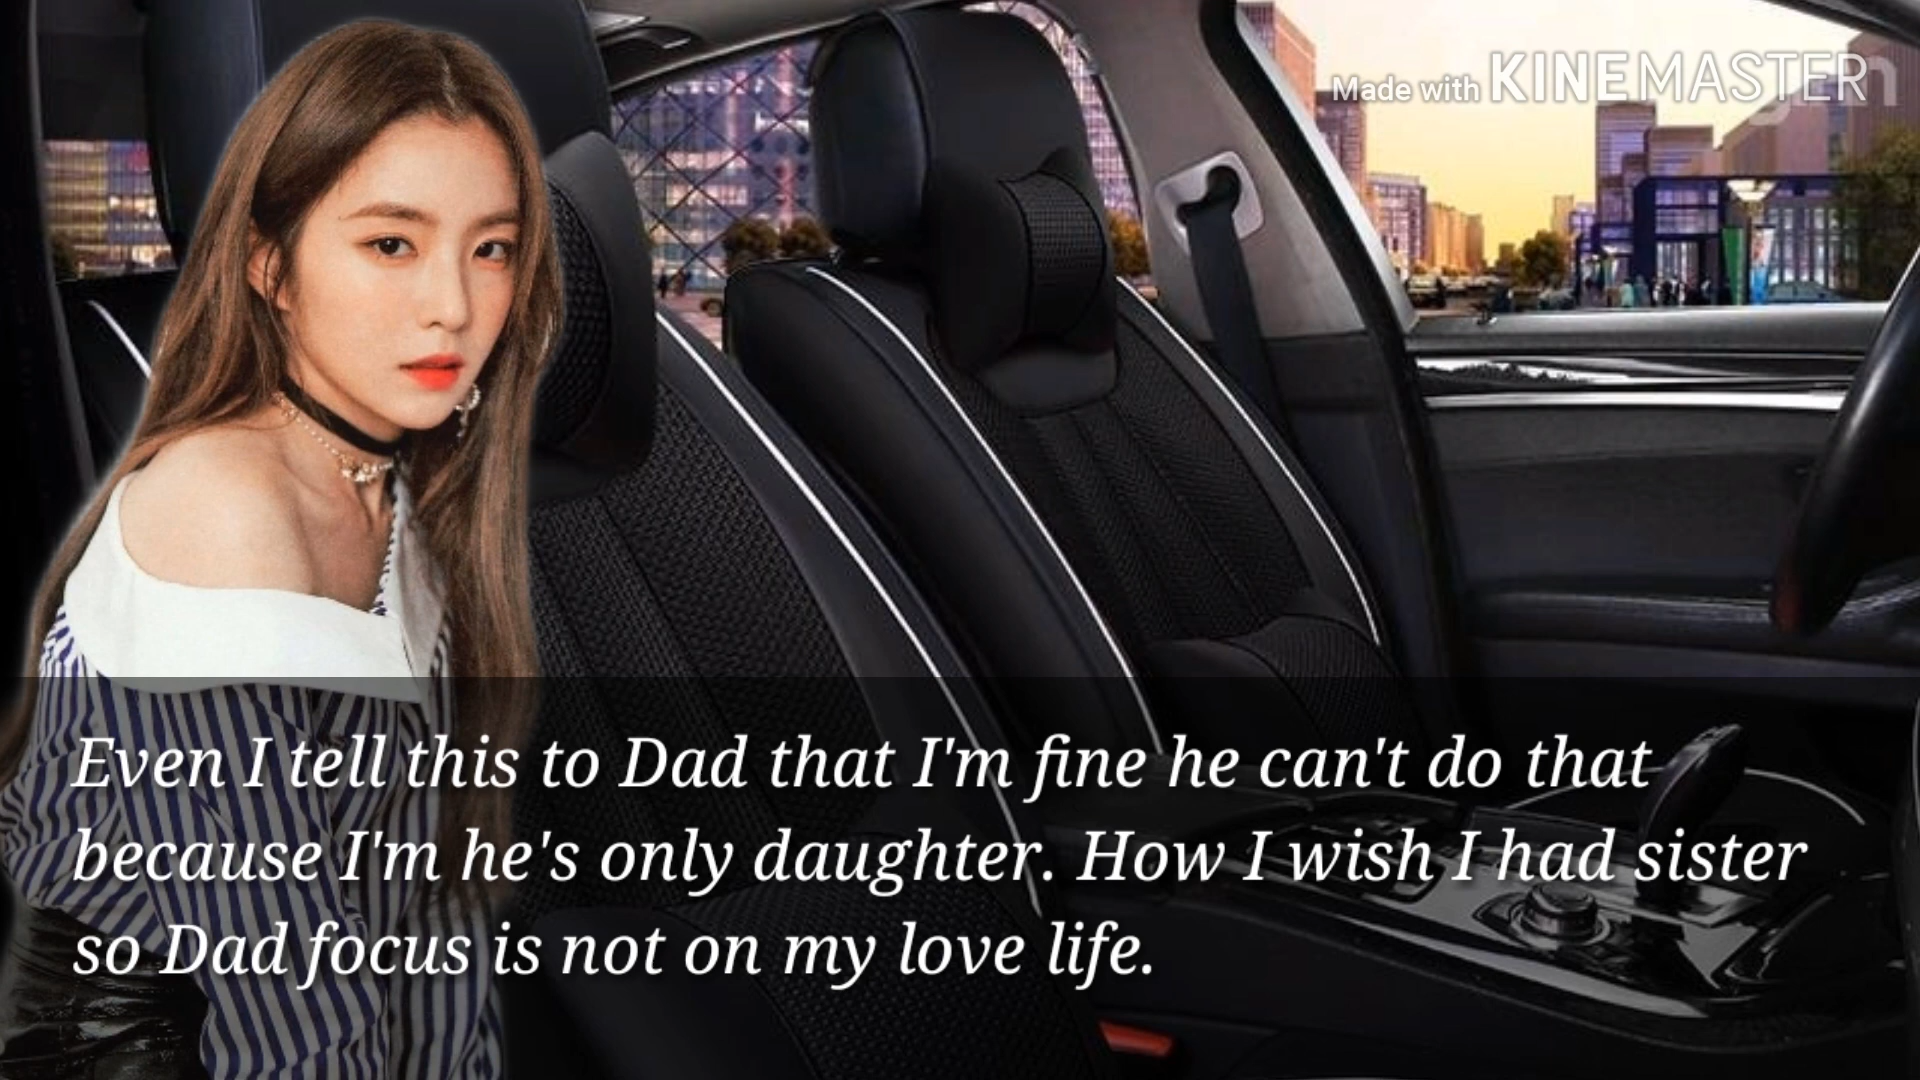 Made with KINEMASTER
Even I tell this to Dad that I'm fine he can't do that
because I'm he's only daughter. How I wish I had sister
so Dad focus is not on my love life.